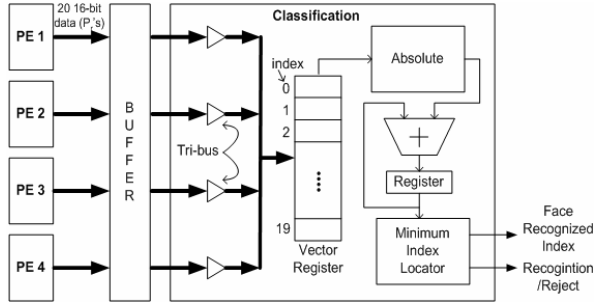 20 16-bit
data (Pᵢ's)
Classification
PE 1
PE 2
PE 3
PE 4
BUFFER
Tri-bus
index
0
1
2
19
Vector
Register
Absolute
+
Register
Minimum
Index
Locator
Face
Recognized
Index
Recogintion
/Reject